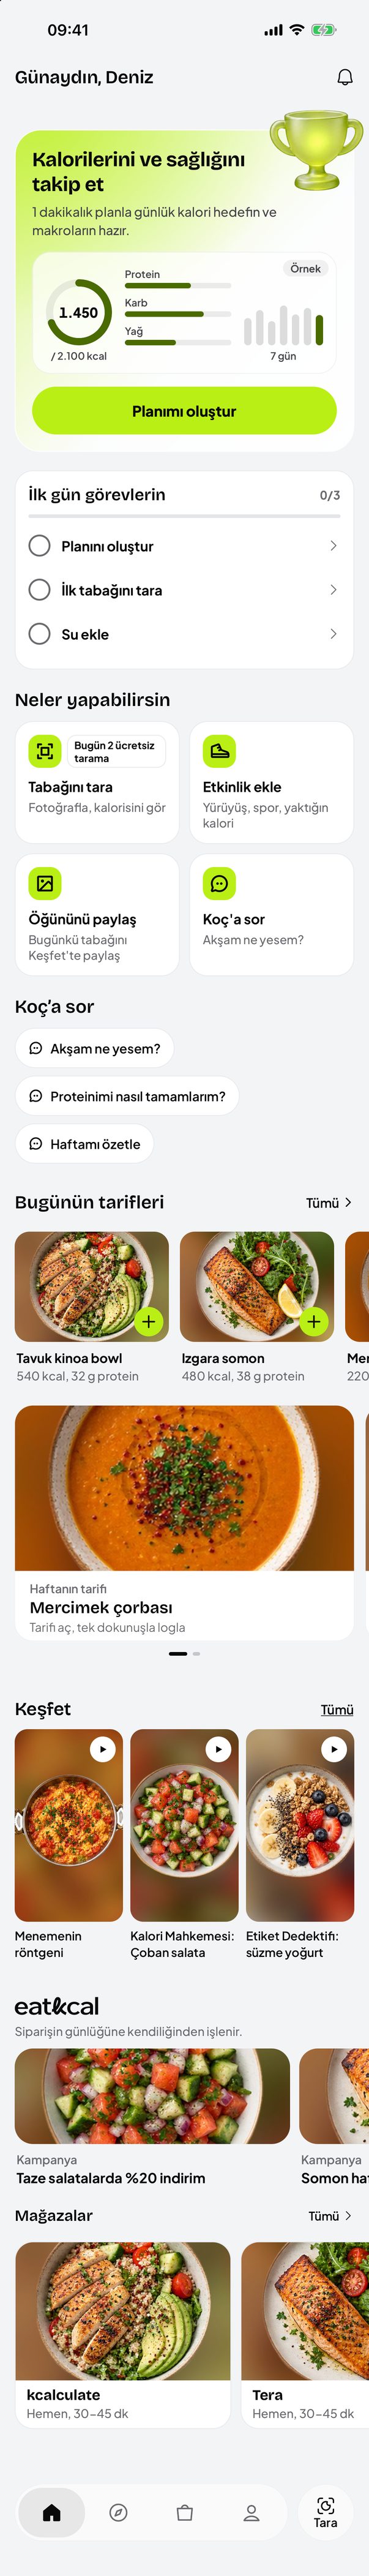 09:41
Günaydın, Deniz
Kalorilerini ve sağlığını
takip et
1 dakikalık planla günlük kalori hedefin ve
makroların hazır.
Örnek
Protein
1.450
Karb
Yağ
/ 2.100 kcal
7 gün
Planımı oluştur
İlk gün görevlerin
0/3
Planını oluştur
İlk tabağını tara
Su ekle
Neler yapabilirsin
Bugün 2 ücretsiz
tarama
Tabağını tara
Fotoğrafla, kalorisini gör
Etkinlik ekle
Yürüyüş, spor, yaktığın
kalori
Öğününü paylaş
Bugünkü tabağını
Keşfet'te paylaş
Koç'a sor
Akşam ne yesem?
Koç'a sor
Akşam ne yesem?
Proteinimi nasıl tamamlarım?
Haftamı özetle
Bugünün tarifleri
Tümü
Tavuk kinoa bowl
540 kcal, 32 g protein
Izgara somon
480 kcal, 38 g protein
Mer
220
Haftanın tarifi
Mercimek çorbası
Tarifi aç, tek dokunuşla logla
Keşfet
Tümü
Menemenin
röntgeni
Kalori Mahkemesi:
Çoban salata
Etiket Dedektifi:
süzme yoğurt
eat&cal
Siparişin günlüğüne kendiliğinden işlenir.
Kampanya
Taze salatalarda %20 indirim
Kampanya
Somon haf
Mağazalar
Tümü
kcalculate
Hemen, 30–45 dk
Tera
Hemen, 30–45 dk
Tara